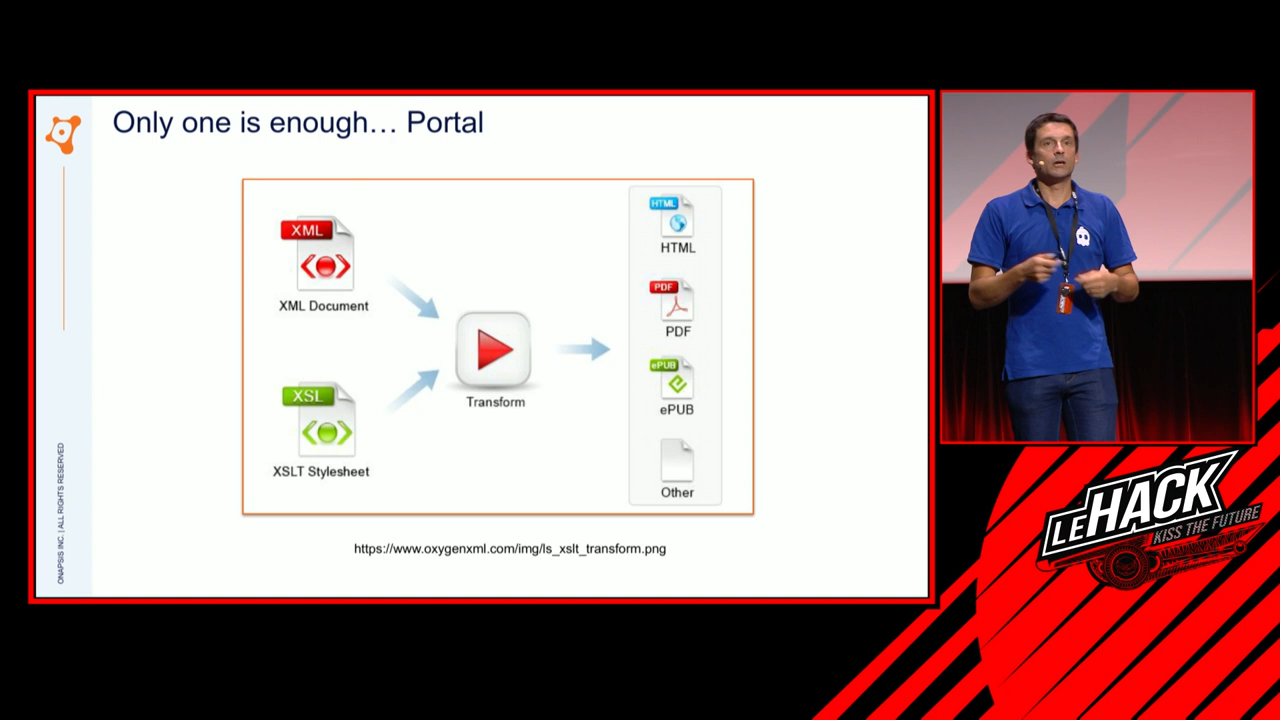 Only one is enough… Portal
XML
XML Document
XSL
XSLT Stylesheet
Transform
HTML
HTML
PDF
PDF
ePUB
ePUB
Other
https://www.oxygenxml.com/img/ls_xslt_transform.png
ONAPSIS INC. | ALL RIGHTS RESERVED
LEHACK
KISS THE FUTURE